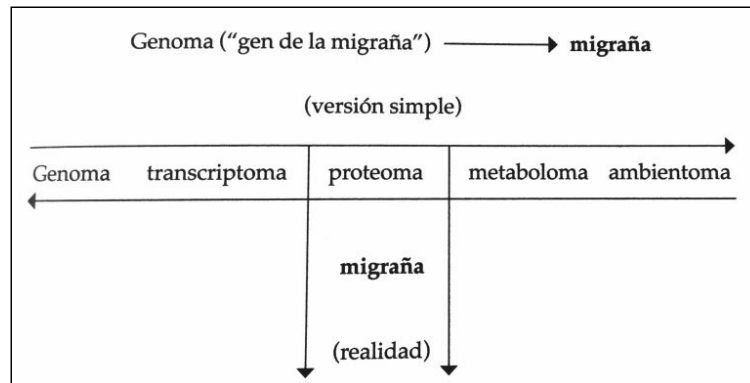 Genoma (“gen de la migraña”) migraña
(versión simple)
Genoma transcriptoma proteoma metaboloma ambientoma
migraña
(realidad)